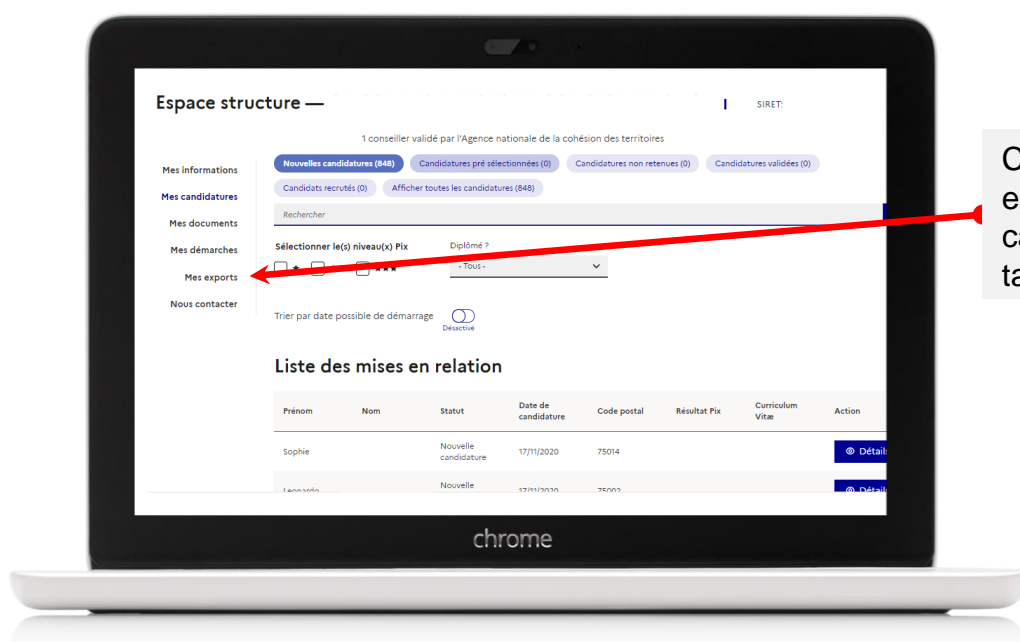 Espace structure —
SIRET:
1 conseiller validé par l'Agence nationale de la cohésion des territoires
Nouvelles candidatures (848) Candidatures pré sélectionnées (0) Candidatures non retenues (0) Candidatures validées (0)
Candidats recrutés (0) Afficher toutes les candidatures (848)
Mes informations
Mes candidatures
Mes documents
Mes démarches
Mes exports
Nous contacter
Rechercher
Sélectionner le(s) niveau(x) Pix
Diplômé ?
- Tous -
Trier par date possible de démarrage
Désactivé
Liste des mises en relation
Prénom Nom Statut Date de candidature Code postal Résultat Pix Curriculum Vitæ Action
Sophie Nouvelle candidature 17/11/2020 75014 Détails
Leonardo Nouvelle 17/11/2020 75002 Détails
chrome